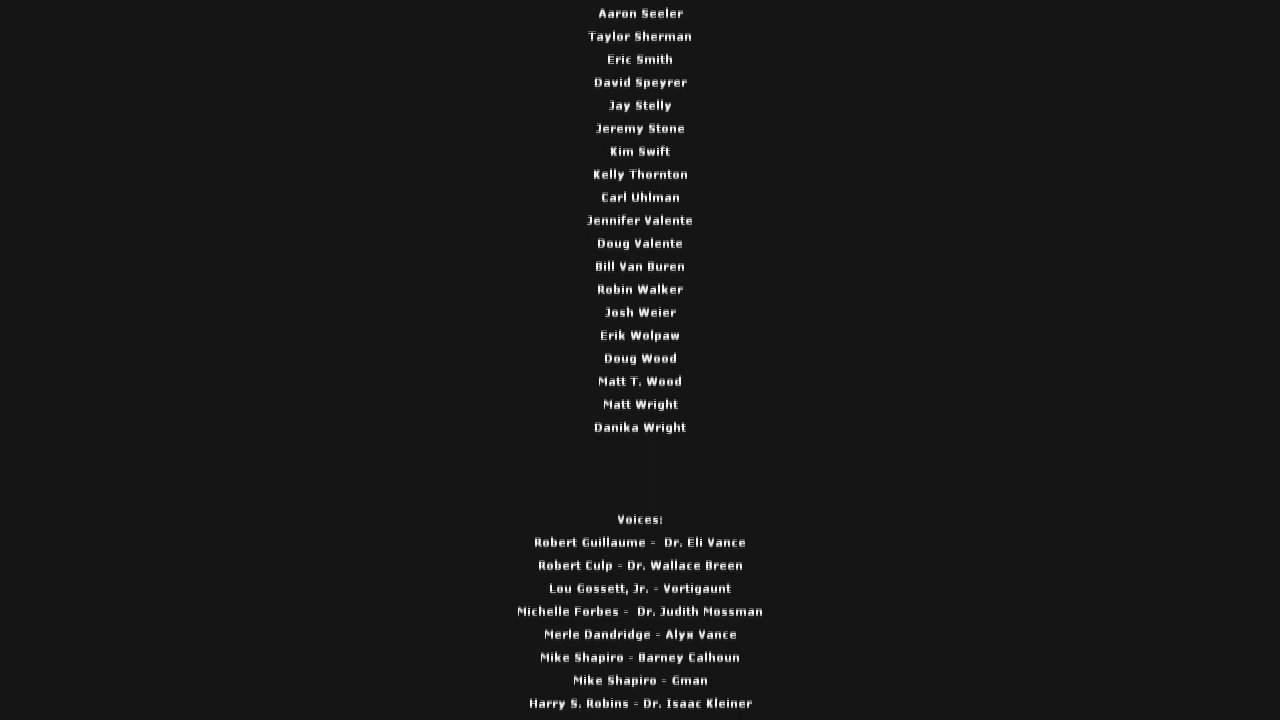 Aaron Seeler
Taylor Sherman
Eric Smith
David Speyrer
Jay Stelly
Jeremy Stone
Kim Swift
Kelly Thornton
Carl Uhlman
Jennifer Valente
Doug Valente
Bill Van Buren
Robin Walker
Josh Weier
Erik Wolpaw
Doug Wood
Matt T. Wood
Matt Wright
Danika Wright
Voices:
Robert Guillaume - Dr. Eli Vance
Robert Culp - Dr. Wallace Breen
Lou Gossett, Jr. - Vortigaunt
Michelle Forbes - Dr. Judith Mossman
Merle Dandridge - Alyx Vance
Mike Shapiro - Barney Calhoun
Mike Shapiro - Gman
Harry S. Robins - Dr. Isaac Kleiner